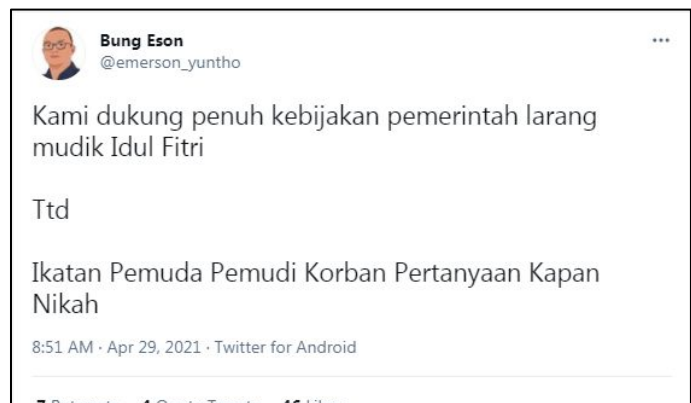 Bung Eson
@emerson_yuntho
Kami dukung penuh kebijakan pemerintah larang
mudik Idul Fitri
Ttd
Ikatan Pemuda Pemudi Korban Pertanyaan Kapan
Nikah
8:51 AM · Apr 29, 2021 · Twitter for Android